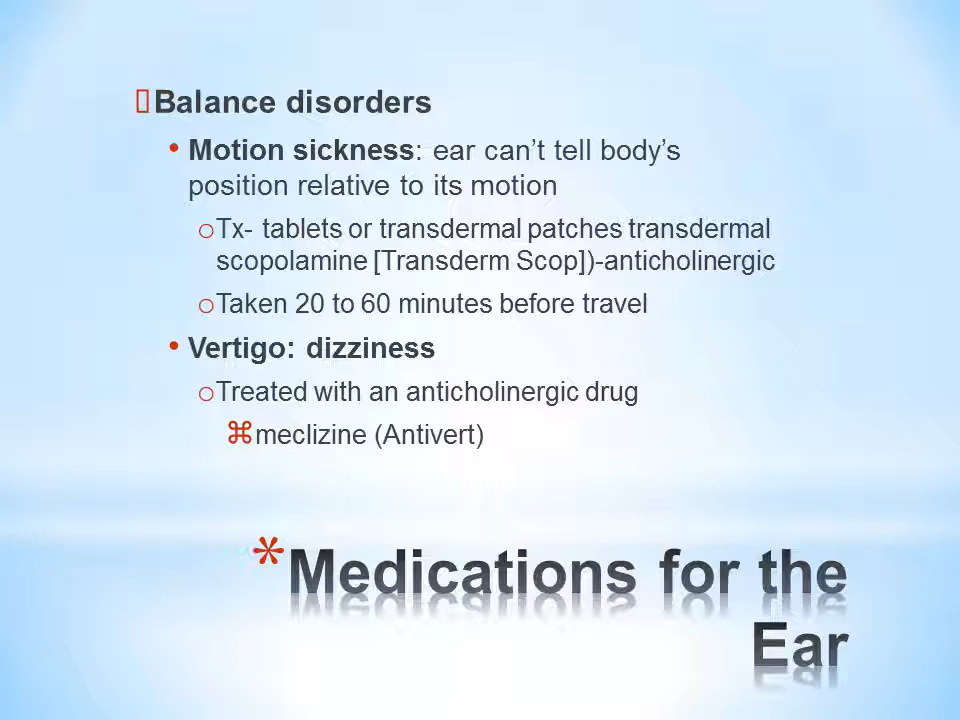 Balance disorders
• Motion sickness: ear can’t tell body’s
position relative to its motion
o Tx- tablets or transdermal patches transdermal
scopolamine [Transderm Scop])-anticholinergic
o Taken 20 to 60 minutes before travel
• Vertigo: dizziness
o Treated with an anticholinergic drug
⌘ meclizine (Antivert)
* Medications for the
Ear